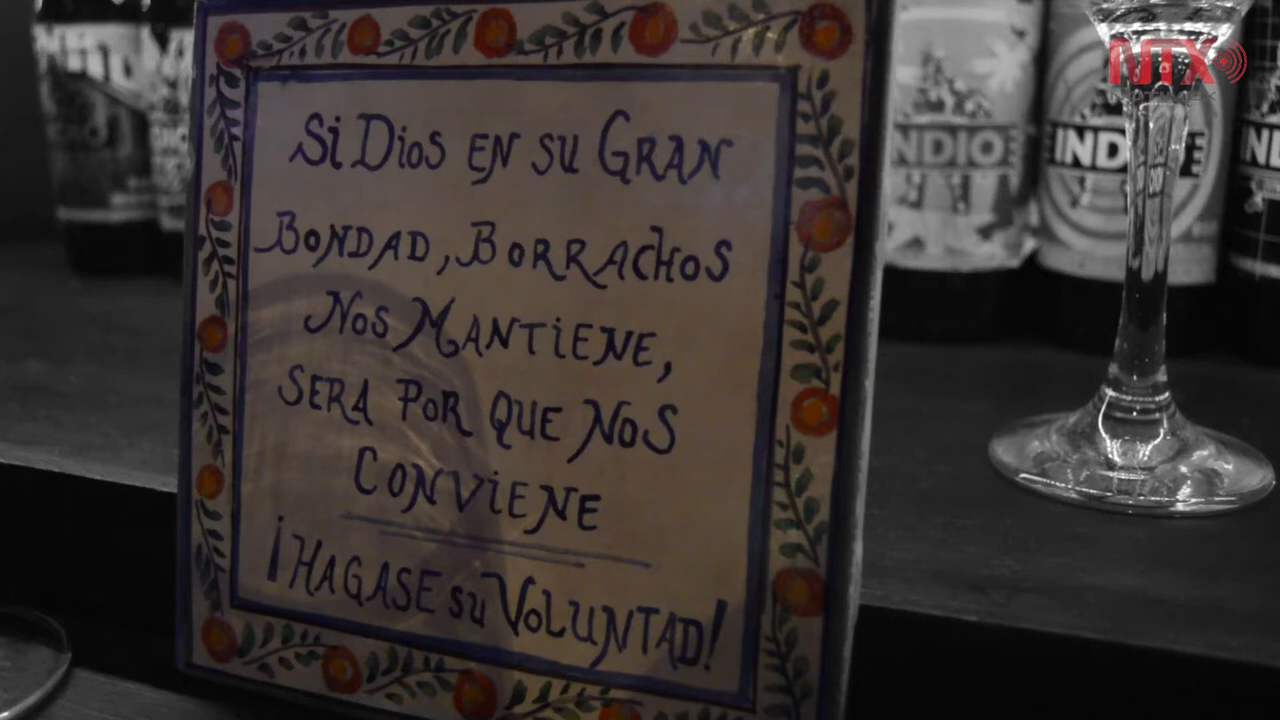 Si Dios EN SU GRAN
BONDAD, BORRACHOS
NOS MANTIENE,
SERA POR QUE NOS
CONVIENE
¡HAGASE SU VOLUNTAD!
NTX
INDIO
INDIO